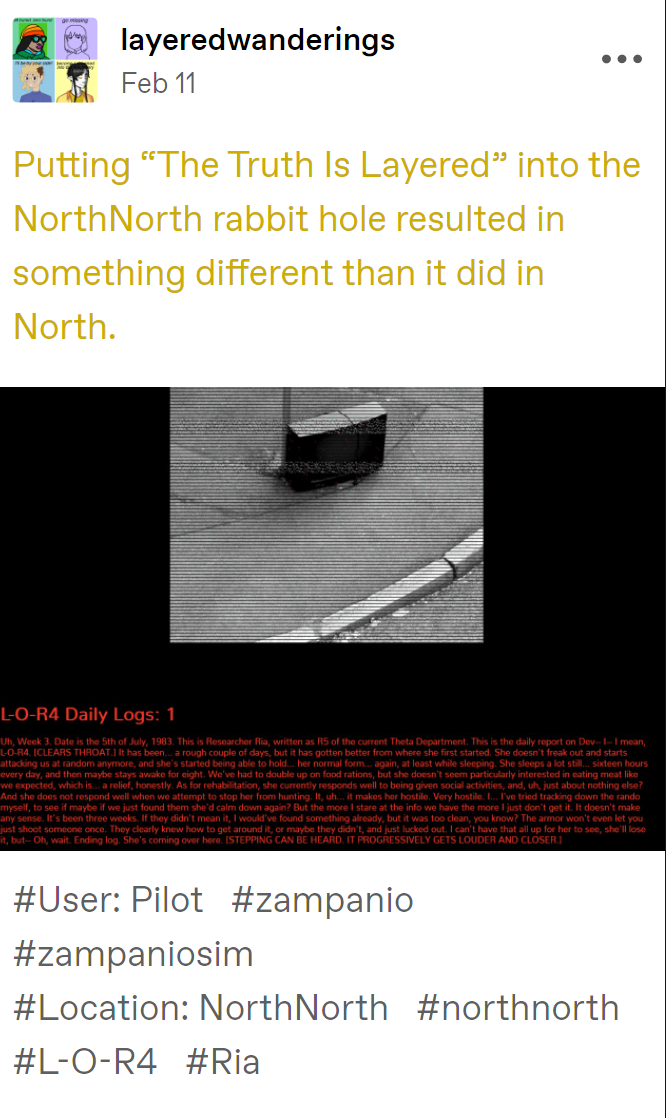 layeredwanderings
Feb 11
Putting “The Truth Is Layered” into the
NorthNorth rabbit hole resulted in
something different than it did in
North.
L-O-R4 Daily Logs: 1
Uh, Week 3. Date is the 5th of July, 1983. This is Researcher Ria, written as R5 of the current Theta Department. This is the daily report on Dev-- I-- I mean,
L-O-R4. [CLEARS THROAT.] It has been... a rough couple of days, but it has gotten better from where she first started. She doesn't freak out and starts
attacking us at random anymore, and she's started being able to hold... her normal form... again, at least while sleeping. She sleeps a lot still... sixteen hours
every day, and then maybe stays awake for eight. We've had to double up on food rations, but she doesn't seem particularly interested in eating meat like
we expected, which is... a relief, honestly. As for rehabilitation, she currently responds well to being given social activities, and, uh, just about nothing else?
And she does not respond well when we attempt to stop her from hunting. It, uh... it makes her hostile. Very hostile. I... I've tried tracking down the rando
myself, to see if maybe if we just found them she'd calm down again? But the more I stare at the info we have the more I just don't get it. It doesn't make
any sense. It's been three weeks. If they didn't mean it, I would've found something already, but it was too clean, you know? The armor won't even let you
just shoot someone once. They clearly knew how to get around it, or maybe they didn't, and just lucked out. I can't have that all up for her to see, she'll lose
it, but-- Oh, wait. Ending log. She's coming over here. [STEPPING CAN BE HEARD. IT PROGRESSIVELY GETS LOUDER AND CLOSER.]
#User: Pilot #zampanio
#zampaniosim
#Location: NorthNorth #northnorth
#L-O-R4 #Ria